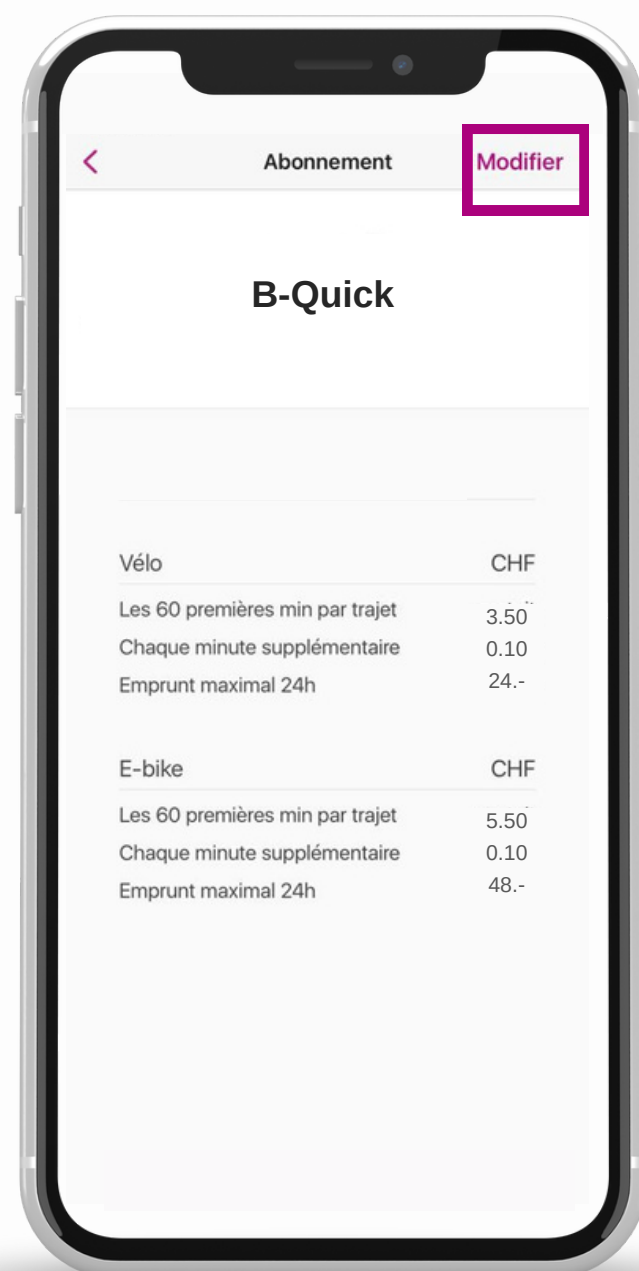 Abonnement Modifier
B-Quick
Vélo CHF
Les 60 premières min par trajet 3.50
Chaque minute supplémentaire 0.10
Emprunt maximal 24h 24.-
E-bike CHF
Les 60 premières min par trajet 5.50
Chaque minute supplémentaire 0.10
Emprunt maximal 24h 48.-